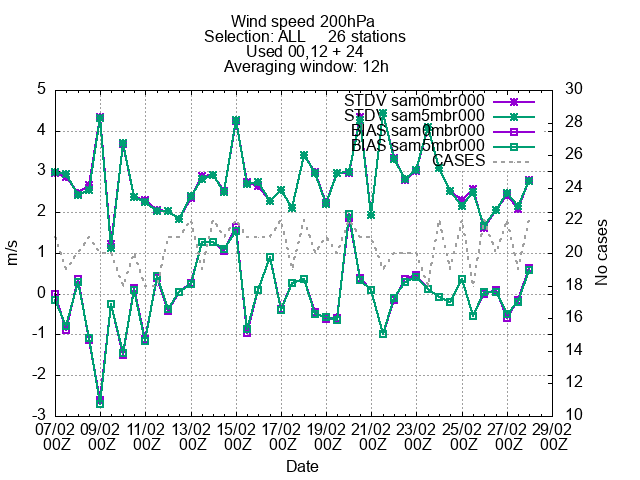 Wind speed 200hPa
Selection: ALL 26 stations
Used 00,12 + 24
Averaging window: 12h
STDV sam0mbr000
STDV sam5mbr000
BIAS sam0mbr000
BIAS sam5mbr000
CASES
5
4
3
2
1
0
-1
-2
-3
m/s
30
28
26
24
22
20
18
16
14
12
10
No cases
07/02 09/02 11/02 13/02 15/02 17/02 19/02 21/02 23/02 25/02 27/02 29/02
00Z 00Z 00Z 00Z 00Z 00Z 00Z 00Z 00Z 00Z 00Z 00Z
Date